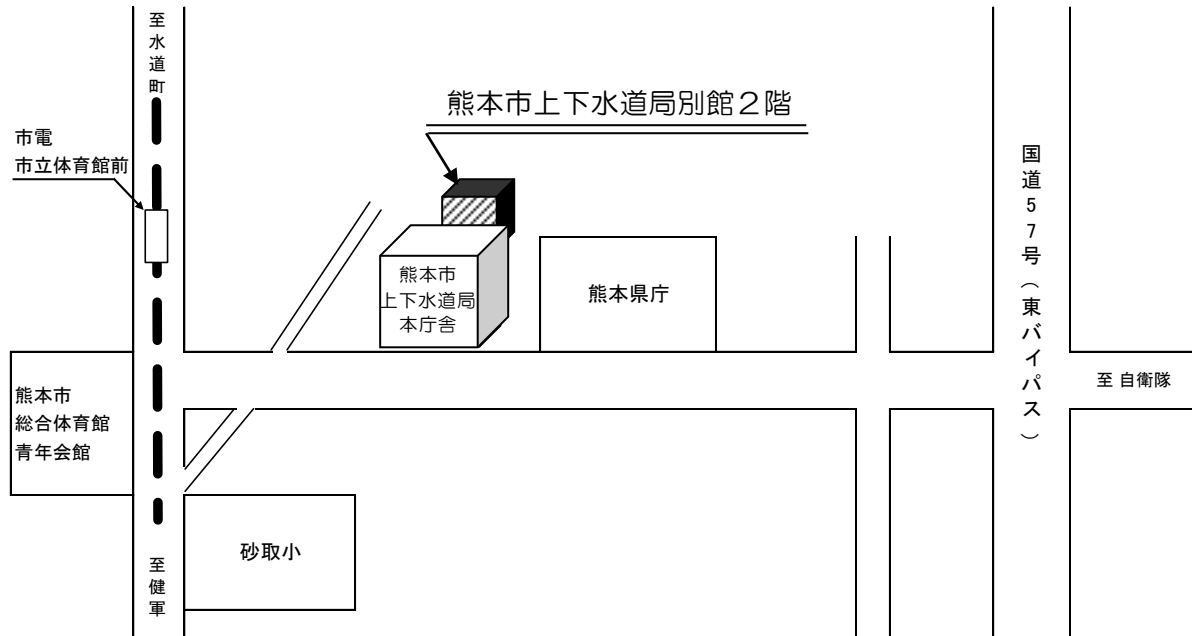 至水道町
熊本市上下水道局別館２階
市電
市立体育館前
国道５７号（東バイパス）
熊本市
上下水道局
本庁舎
熊本県庁
至 自衛隊
熊本市
総合体育館
青年会館
砂取小
至健軍